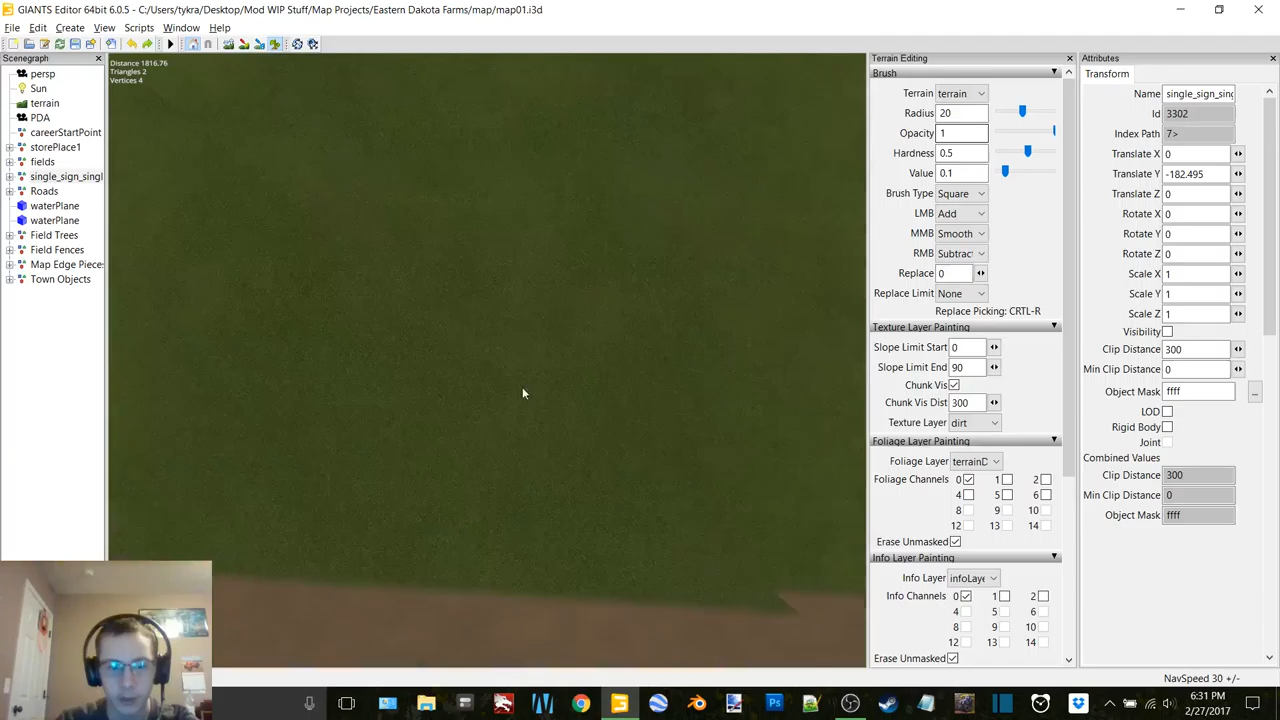 GIANTS Editor 64bit 6.0.5 - C:/Users/tykra/Desktop/Mod WIP Stuff/Map Projects/Eastern Dakota Farms/map/map01.i3d
File Edit Create View Scripts Window Help
Scenegraph
persp
Sun
terrain
PDA
careerStartPoint
storePlace1
fields
single_sign_singl
Roads
waterPlane
waterPlane
Field Trees
Field Fences
Map Edge Piece
Town Objects
Distance 1816.76
Triangles 2
Vertices 4
Terrain Editing
Brush
Terrain terrain
Radius 20
Opacity 1
Hardness 0.5
Value 0.1
Brush Type Square
LMB Add
MMB Smooth
RMB Subtrac
Replace 0
Replace Limit None
Replace Picking: CRTL-R
Texture Layer Painting
Slope Limit Start 0
Slope Limit End 90
Chunk Vis
Chunk Vis Dist 300
Texture Layer dirt
Foliage Layer Painting
Foliage Layer terrainD
Foliage Channels 0 1 2
4 5 6
8 9 10
12 13 14
Erase Unmasked
Info Layer Painting
Info Layer infoLaye
Info Channels 0 1 2
4 5 6
8 9 10
12 13 14
Erase Unmasked
Attributes
Transform
Name single_sign_sing
Id 3302
Index Path 7>
Translate X 0
Translate Y -182.495
Translate Z 0
Rotate X 0
Rotate Y 0
Rotate Z 0
Scale X 1
Scale Y 1
Scale Z 1
Visibility
Clip Distance 300
Min Clip Distance 0
Object Mask ffff ...
LOD
Rigid Body
Joint
Combined Values
Clip Distance 300
Min Clip Distance 0
Object Mask ffff
NavSpeed 30 +/-
6:31 PM
2/27/2017